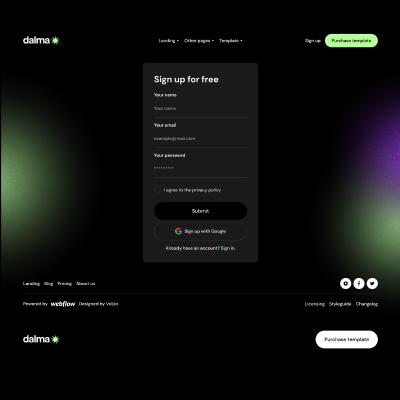 dalma
Landing Other pages Template
Sign up Purchase template
Sign up for free
Your name
Your name
Your email
example@mail.com
Your password
*********
I agree to the privacy policy
Submit
Sign up with Google
Already have an account? Sign in.
Landing Blog Pricing About us
Powered by webflow Designed by Veljko
Licensing Styleguide Changelog
dalma
Purchase template